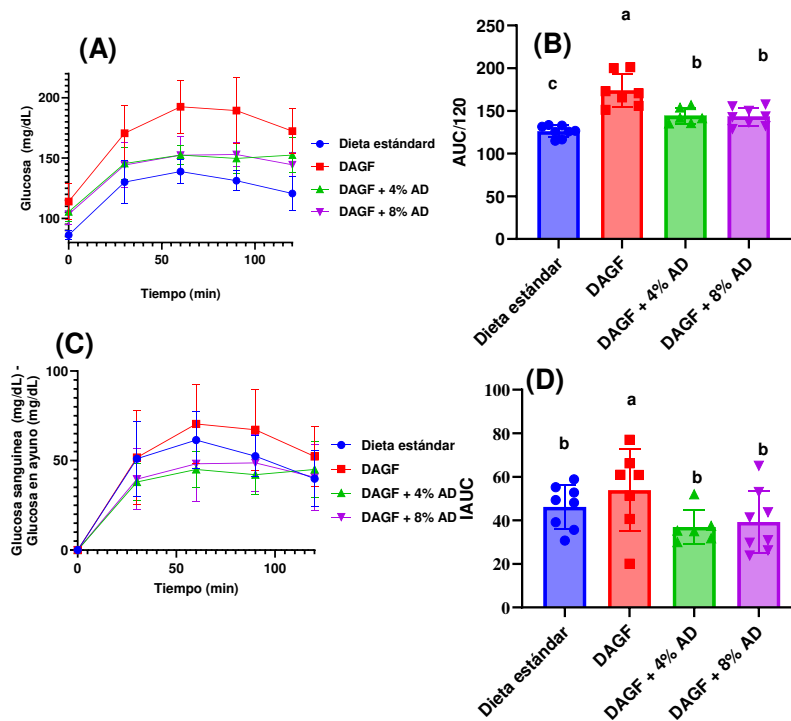 (A)
Glucosa (mg/dL)
200
150
100
0
100
Tiempo (min)
Dieta estándard
DAGF
DAGF + 4% AD
DAGF + 8% AD
(B)
AUC/120
250
200
150
100
50
0
c
a
b
b
Dieta estándar
DAGF
DAGF + 4% AD
DAGF + 8% AD
(C)
Glucosa sanguinea (mg/dL) -
Glucosa en ayuno (mg/dL)
100
50
0
0
100
Tiempo (min)
Dieta estándar
DAGF
DAGF + 4% AD
DAGF + 8% AD
(D)
IAUC
100
80
60
40
20
0
b
a
b
b
Dieta estándar
DAGF
DAGF + 4% AD
DAGF + 8% AD